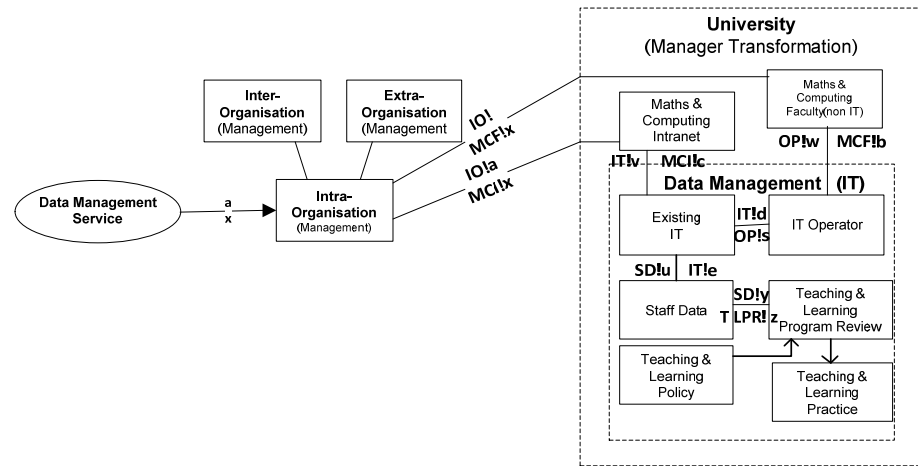 University
(Manager Transformation)
Inter-
Organisation
(Management)
Extra-
Organisation
(Management
IO!
MCF!x
Maths &
Computing
Intranet
Maths &
Computing
Faculty(non IT)
IO!a
MCI!x
IT!v MCI!c
OP!w MCF!b
Data Management (IT)
Data Management
Service
a
x
Intra-
Organisation
(Management)
Existing
IT
IT!d
OP!s
IT Operator
SD!u IT!e
Staff Data
SD!y
T LPR! z
Teaching &
Learning
Program Review
Teaching &
Learning
Policy
Teaching &
Learning
Practice